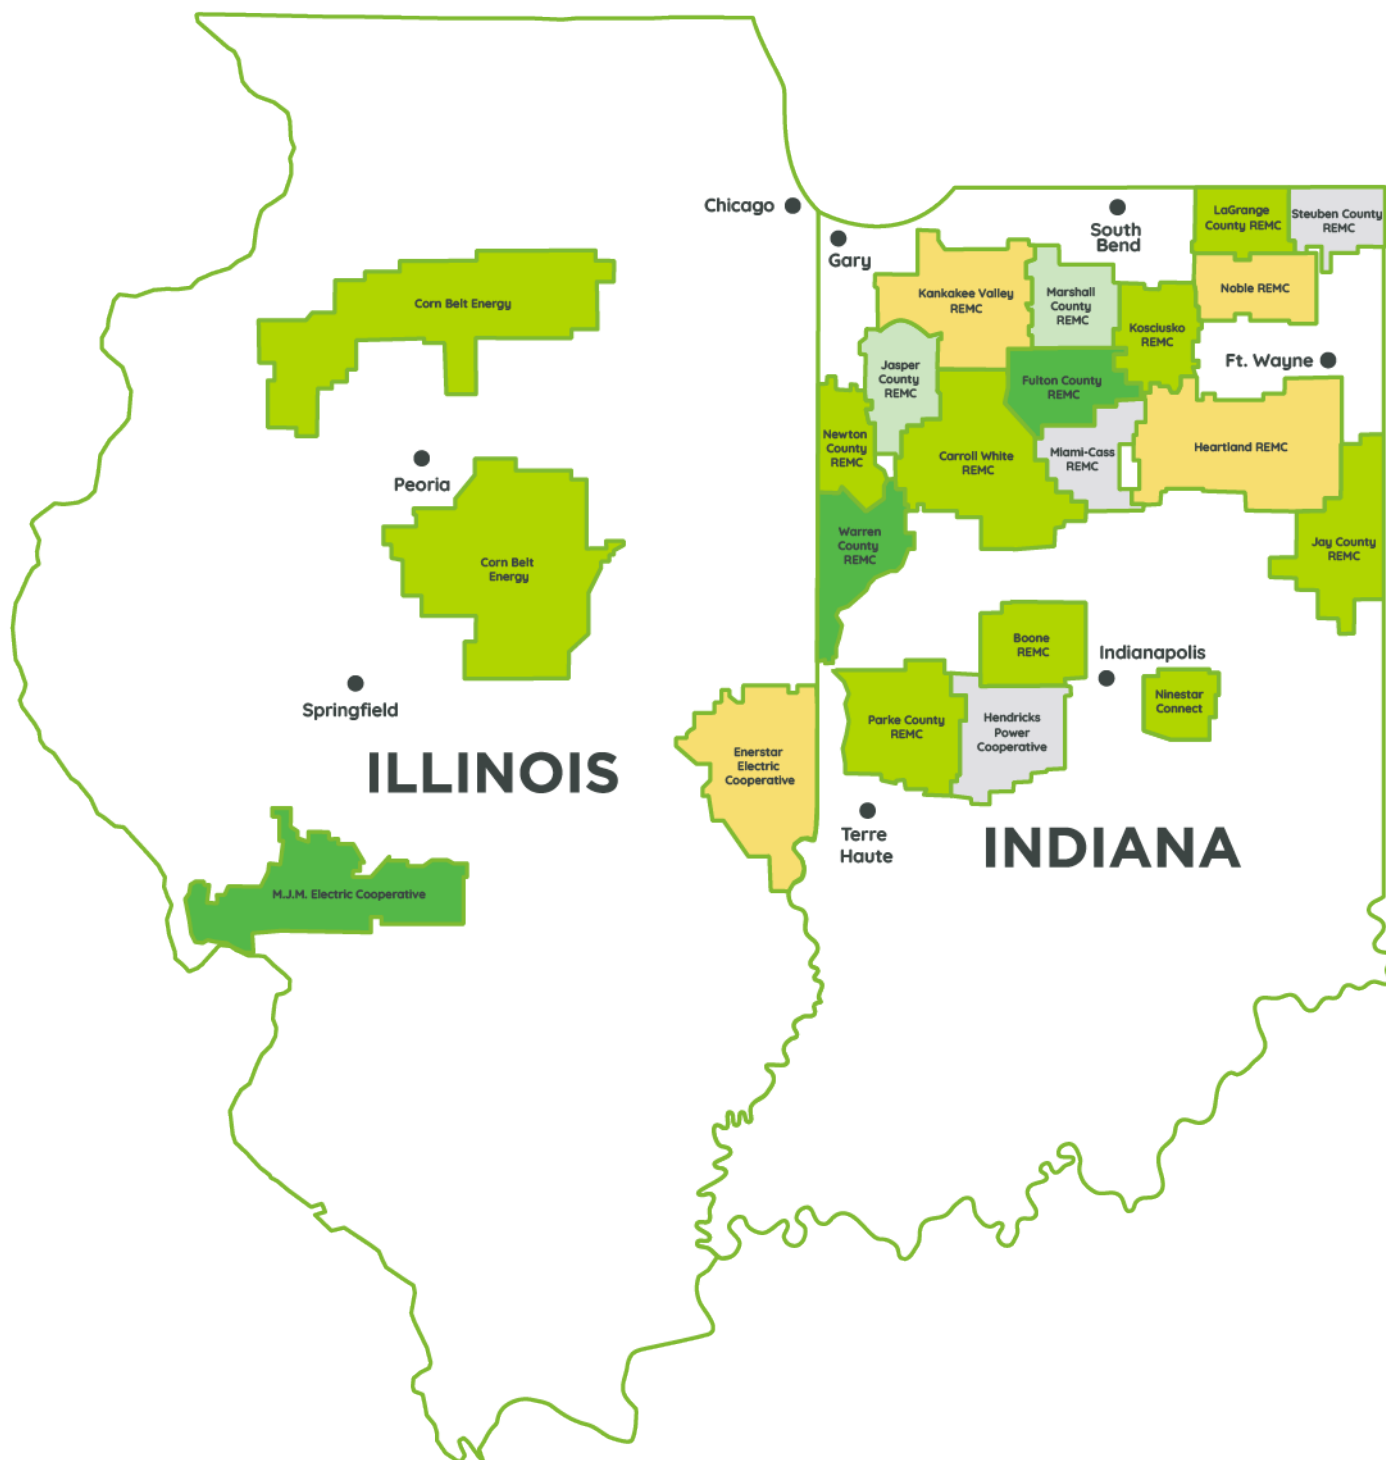 Chicago
Gary
South
Bend
LaGrange
County REMC
Steuben County
REMC
Corn Belt Energy
Kankakee Valley
REMC
Marshall
County
REMC
Noble REMC
Kosciusko
REMC
Ft. Wayne
Jasper
County
REMC
Fulton County
REMC
Newton
County
REMC
Carroll White
REMC
Miami-Cass
REMC
Heartland REMC
Peoria
Warren
County
REMC
Jay County
REMC
Corn Belt
Energy
Boone
REMC
Indianapolis
Springfield
Ninestar
Connect
Parke County
REMC
Hendricks
Power
Cooperative
ILLINOIS
Enerstar
Electric
Cooperative
Terre
Haute
INDIANA
M.J.M. Electric Cooperative